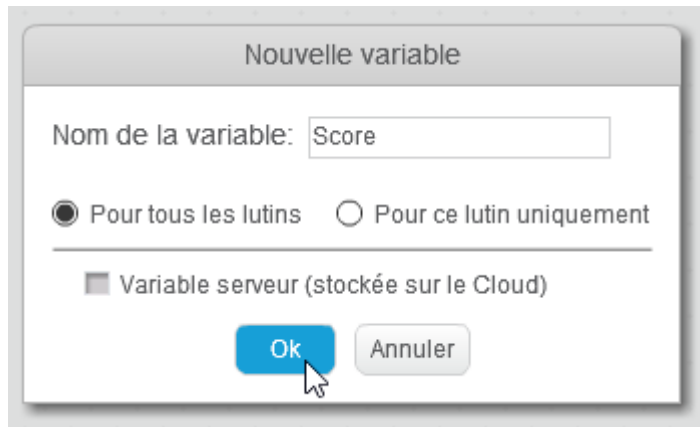 Nouvelle variable
Nom de la variable: Score
Pour tous les lutins Pour ce lutin uniquement
Variable serveur (stockée sur le Cloud)
Ok Annuler